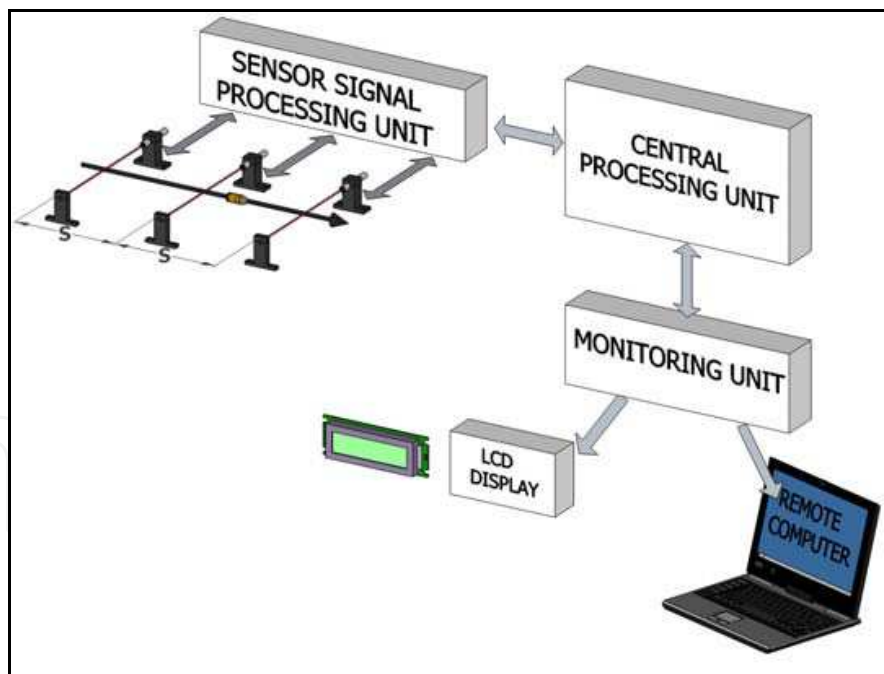 SENSOR SIGNAL
PROCESSING UNIT
CENTRAL
PROCESSING UNIT
S
S
MONITORING UNIT
LCD
DISPLAY
REMOTE
COMPUTER